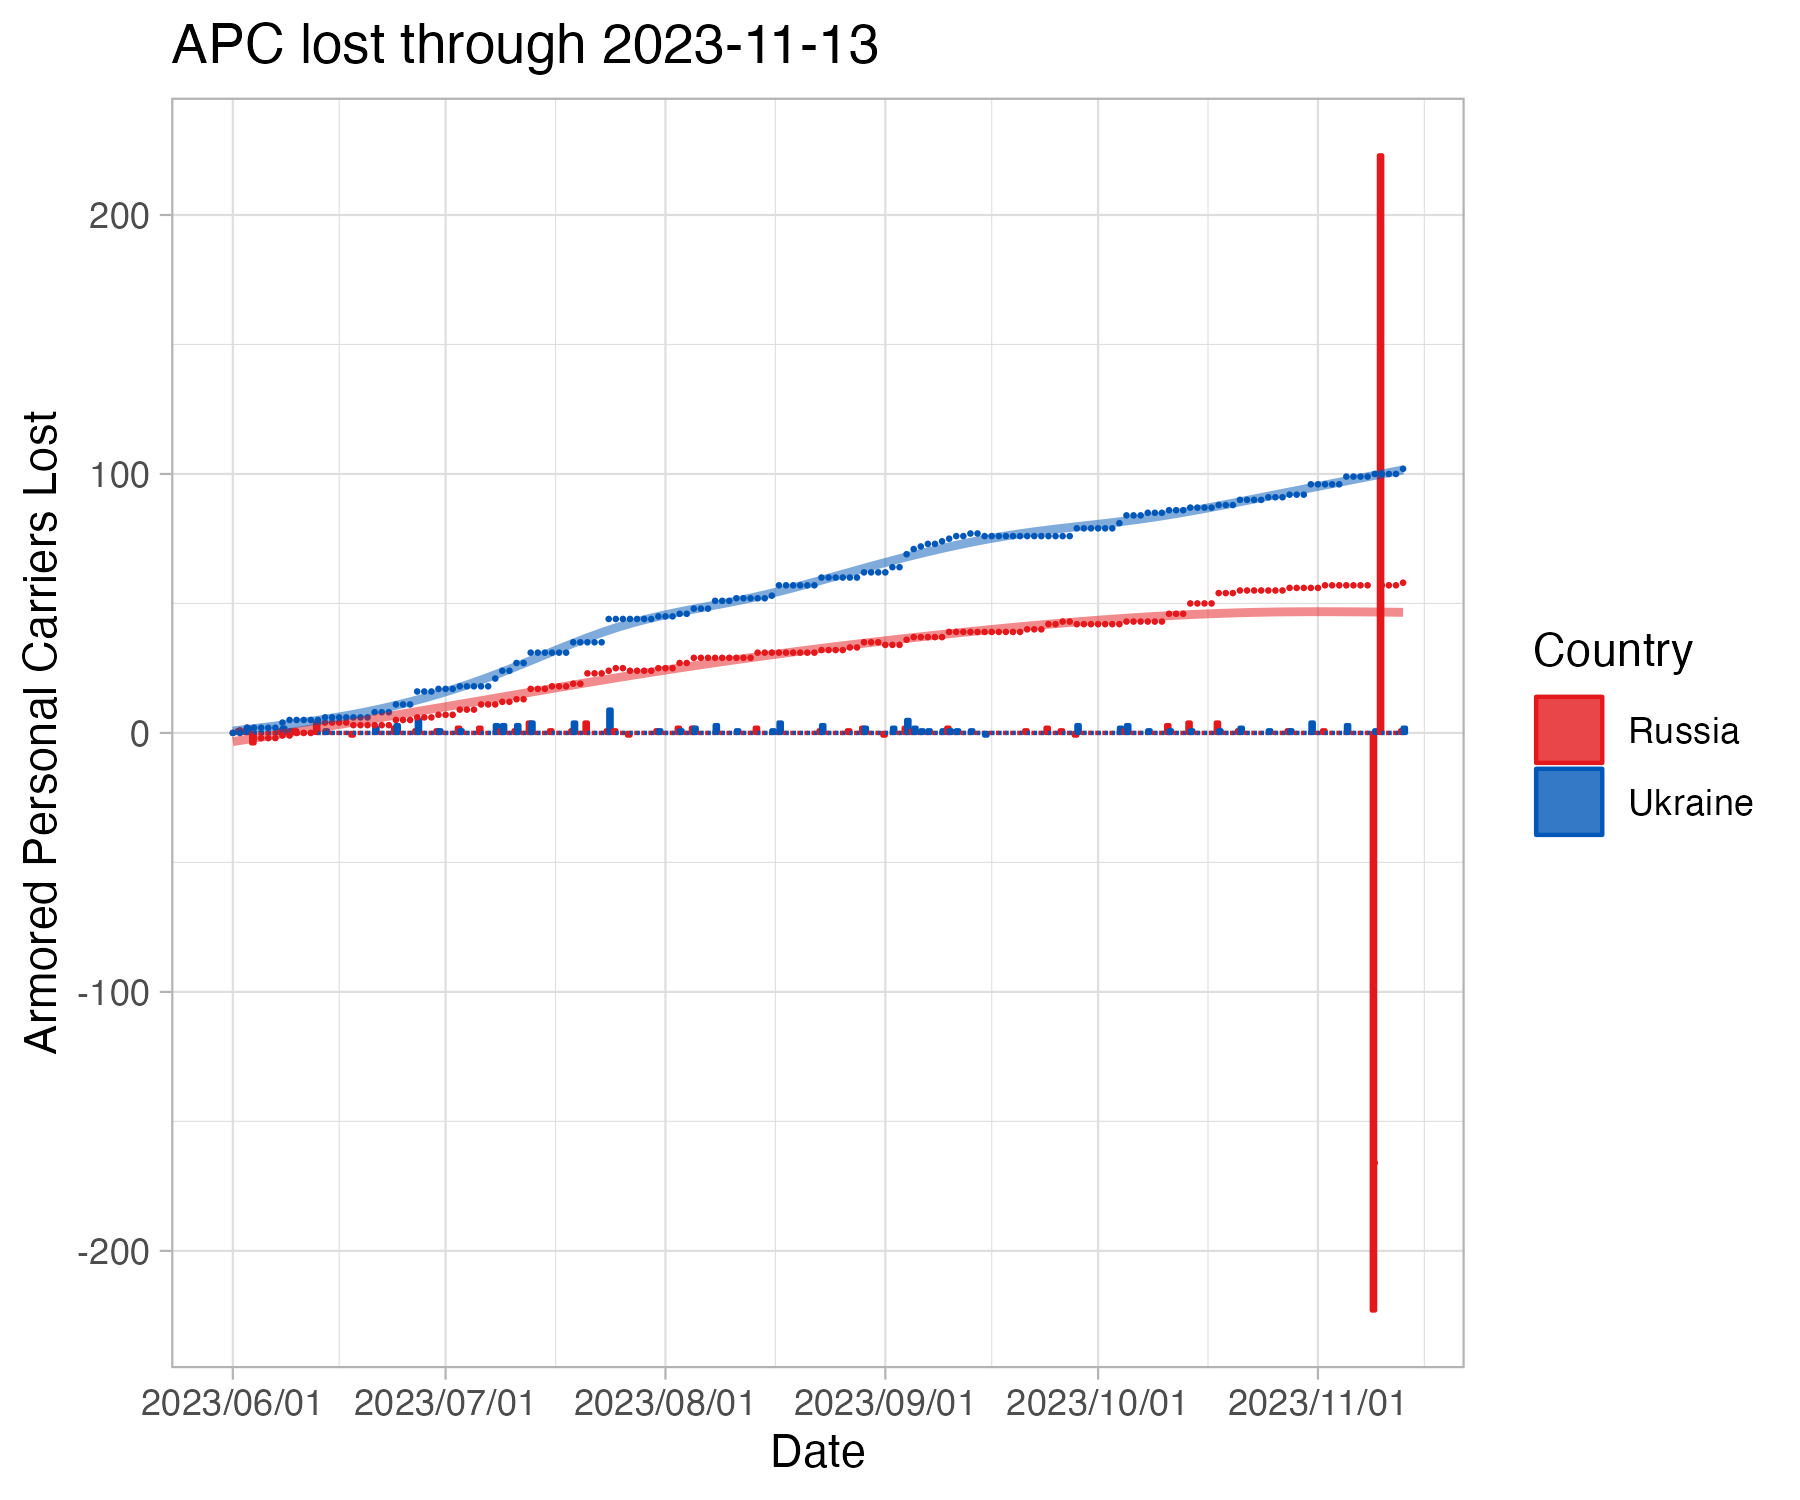 APC lost through 2023-11-13
Armored Personal Carriers Lost
200
100
0
-100
-200
2023/06/01 2023/07/01 2023/08/01 2023/09/01 2023/10/01 2023/11/01
Date
Country
Russia
Ukraine